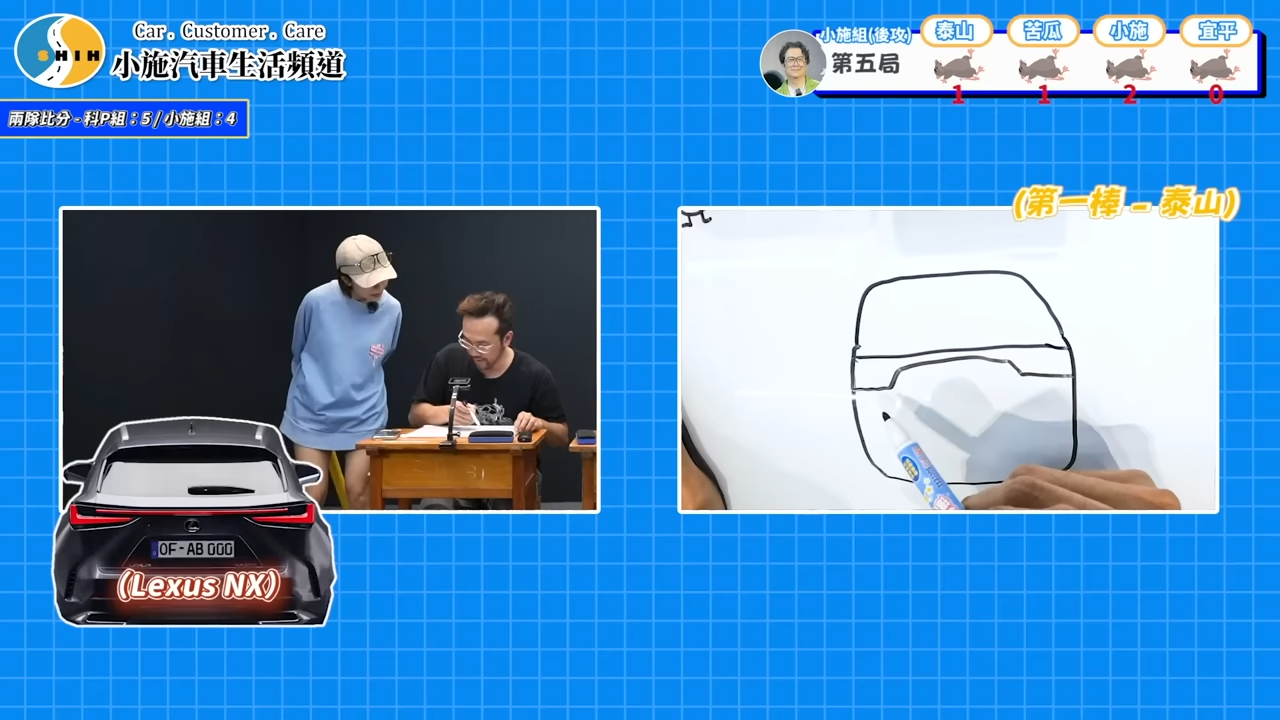 SHIH
Car. Customer. Care
小施汽車生活頻道
兩隊比分 - 科P組：5 / 小施組：4
小施組(後攻)
第五局
泰山
苦瓜
小施
宜平
1
1
2
0
(第一棒 - 泰山)
OF-AB 000
(Lexus NX)